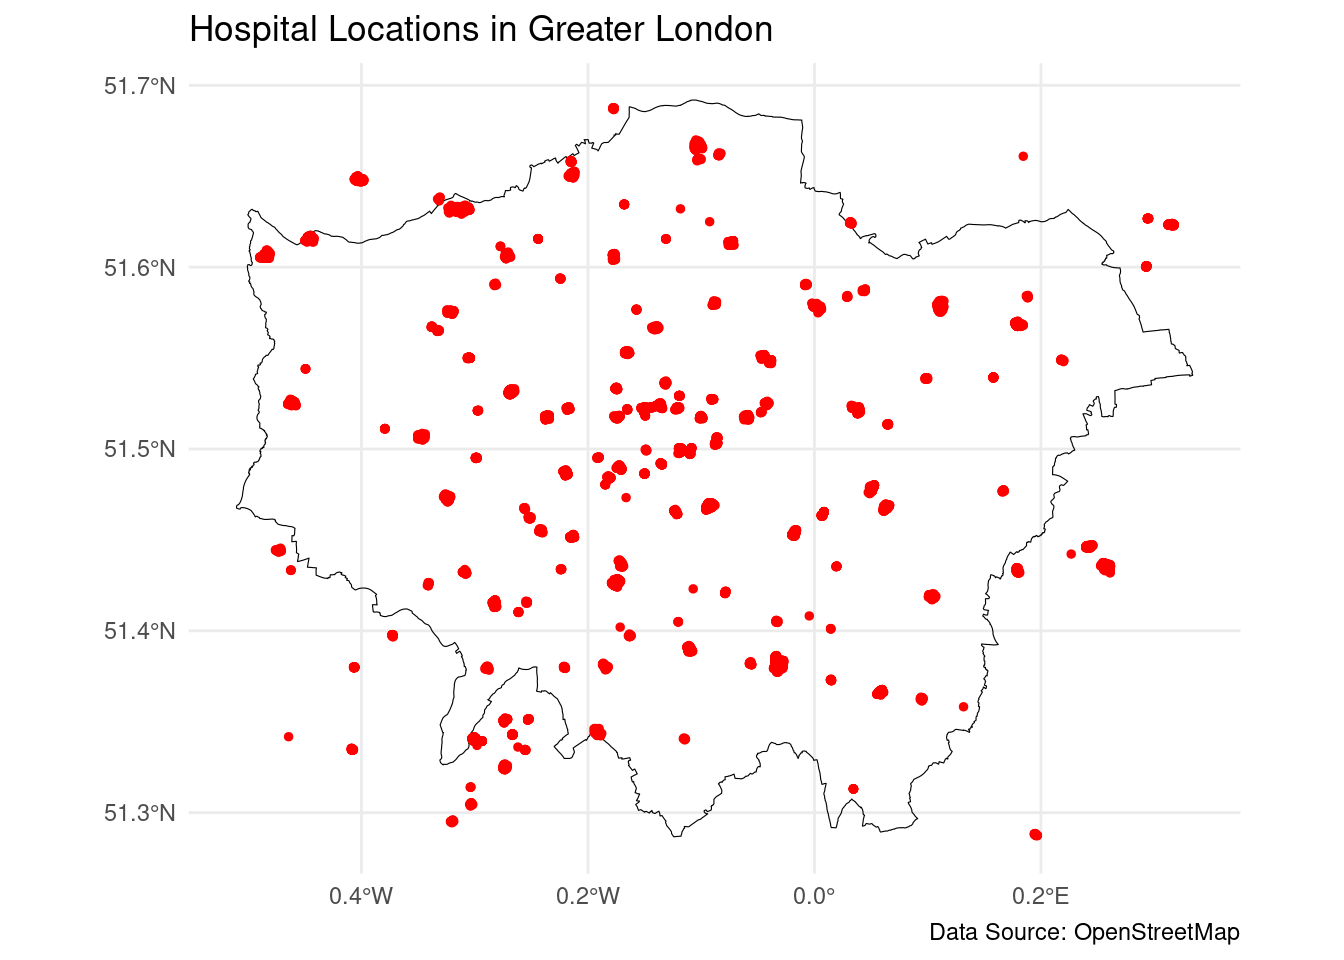 Hospital Locations in Greater London
51.7°N
51.6°N
51.5°N
51.4°N
51.3°N
0.4°W 0.2°W 0.0° 0.2°E
Data Source: OpenStreetMap